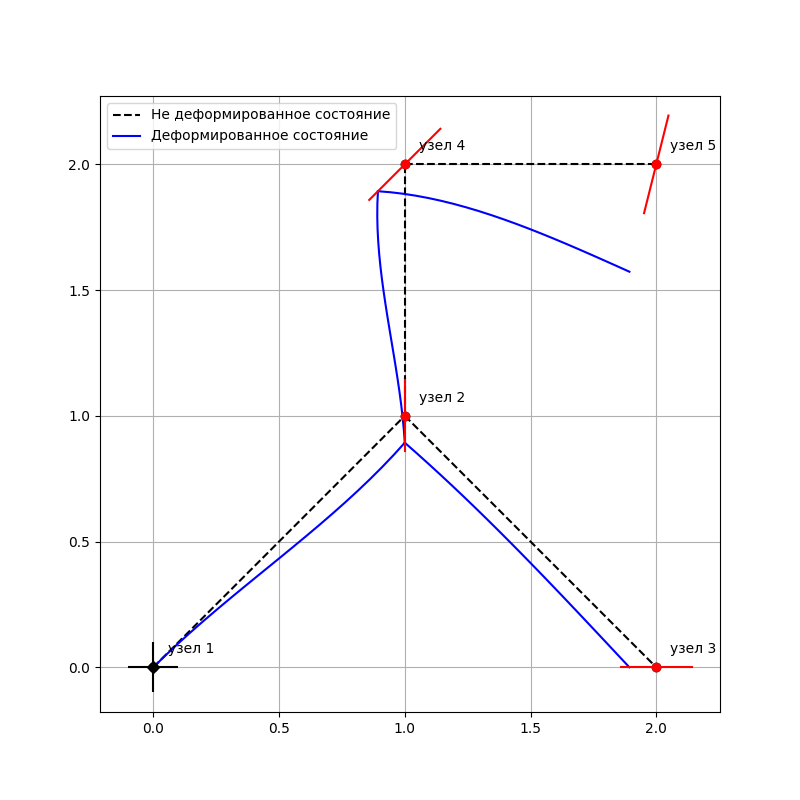 Не деформированное состояние
Деформированное состояние
узел 4
узел 5
2.0
1.5
узел 2
1.0
0.5
узел 1
узел 3
0.0
0.0
0.5
1.0
1.5
2.0